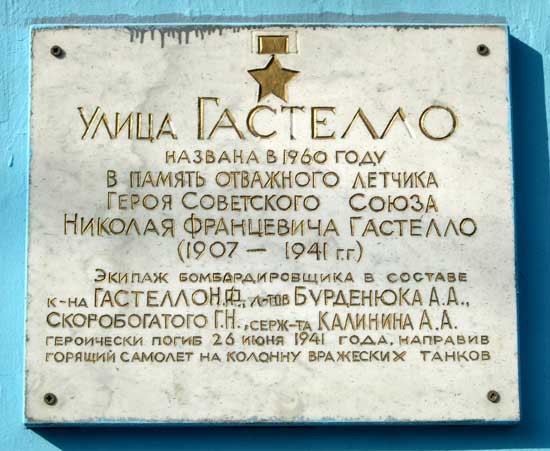 Улица Гастелло
названа в 1960 году
в память отважного летчика
Героя Советского Союза
Николая Францевича Гастелло
(1907 – 1941 г.г.)
Экипаж бомбардировщика в составе
к-на Гастелло Н.Ф., л-тов Бурденюка А.А.,
Скоробогатого Г.Н., серж-та Калинина А.А.
героически погиб 26 июня 1941 года, направив
горящий самолет на колонну вражеских танков